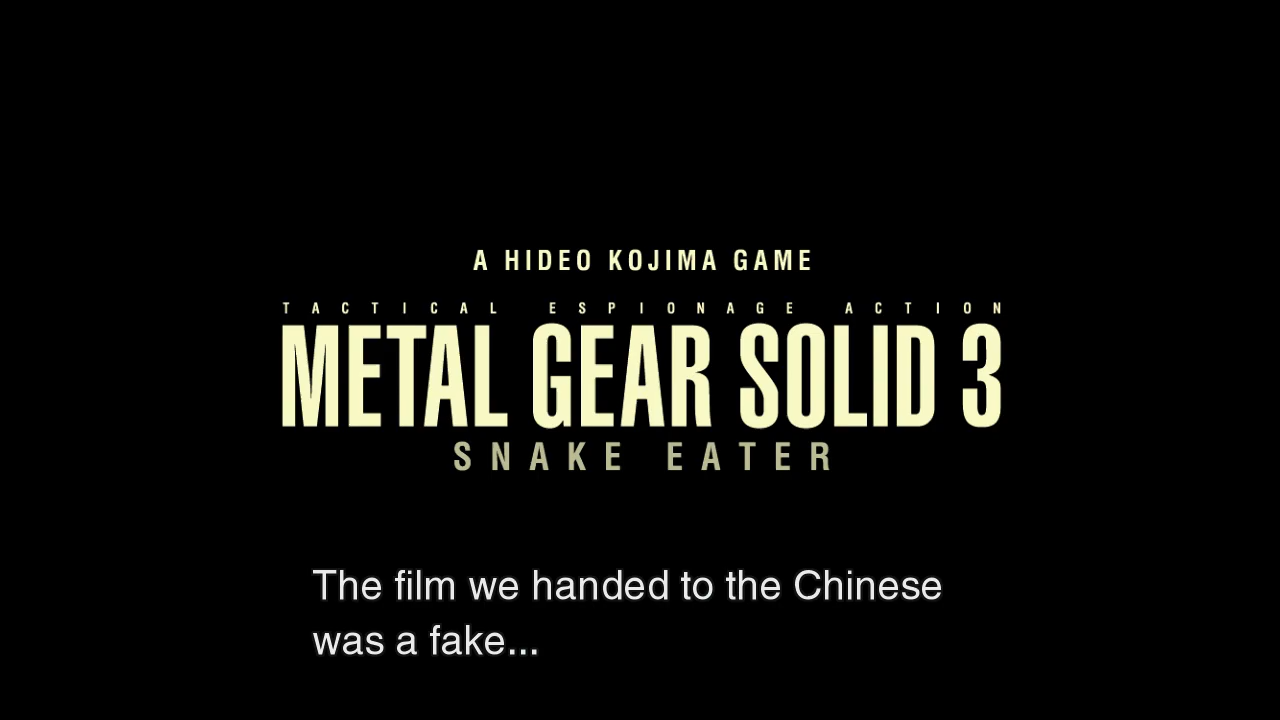 A HIDEO KOJIMA GAME
TACTICAL ESPIONAGE ACTION
METAL GEAR SOLID 3
SNAKE EATER
The film we handed to the Chinese
was a fake...